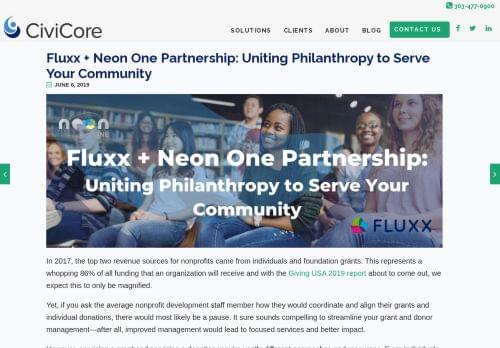 303-477-0900
CiviCore
SOLUTIONS CLIENTS ABOUT BLOG CONTACT US
Fluxx + Neon One Partnership: Uniting Philanthropy to Serve
Your Community
JUNE 6, 2019
neon
ONE
Fluxx + Neon One Partnership:
Uniting Philanthropy to Serve Your
Community
FLUXX
In 2017, the top two revenue sources for nonprofits came from individuals and foundation grants. This represents a
whopping 86% of all funding that an organization will receive and with the Giving USA 2019 report about to come out, we
expect this to only be magnified.
Yet, if you ask the average nonprofit development staff member how they would coordinate and align their grants and
individual donations, there would most likely be a pause. It sure sounds compelling to streamline your grant and donor
management—after all, improved management would lead to focused services and better impact.